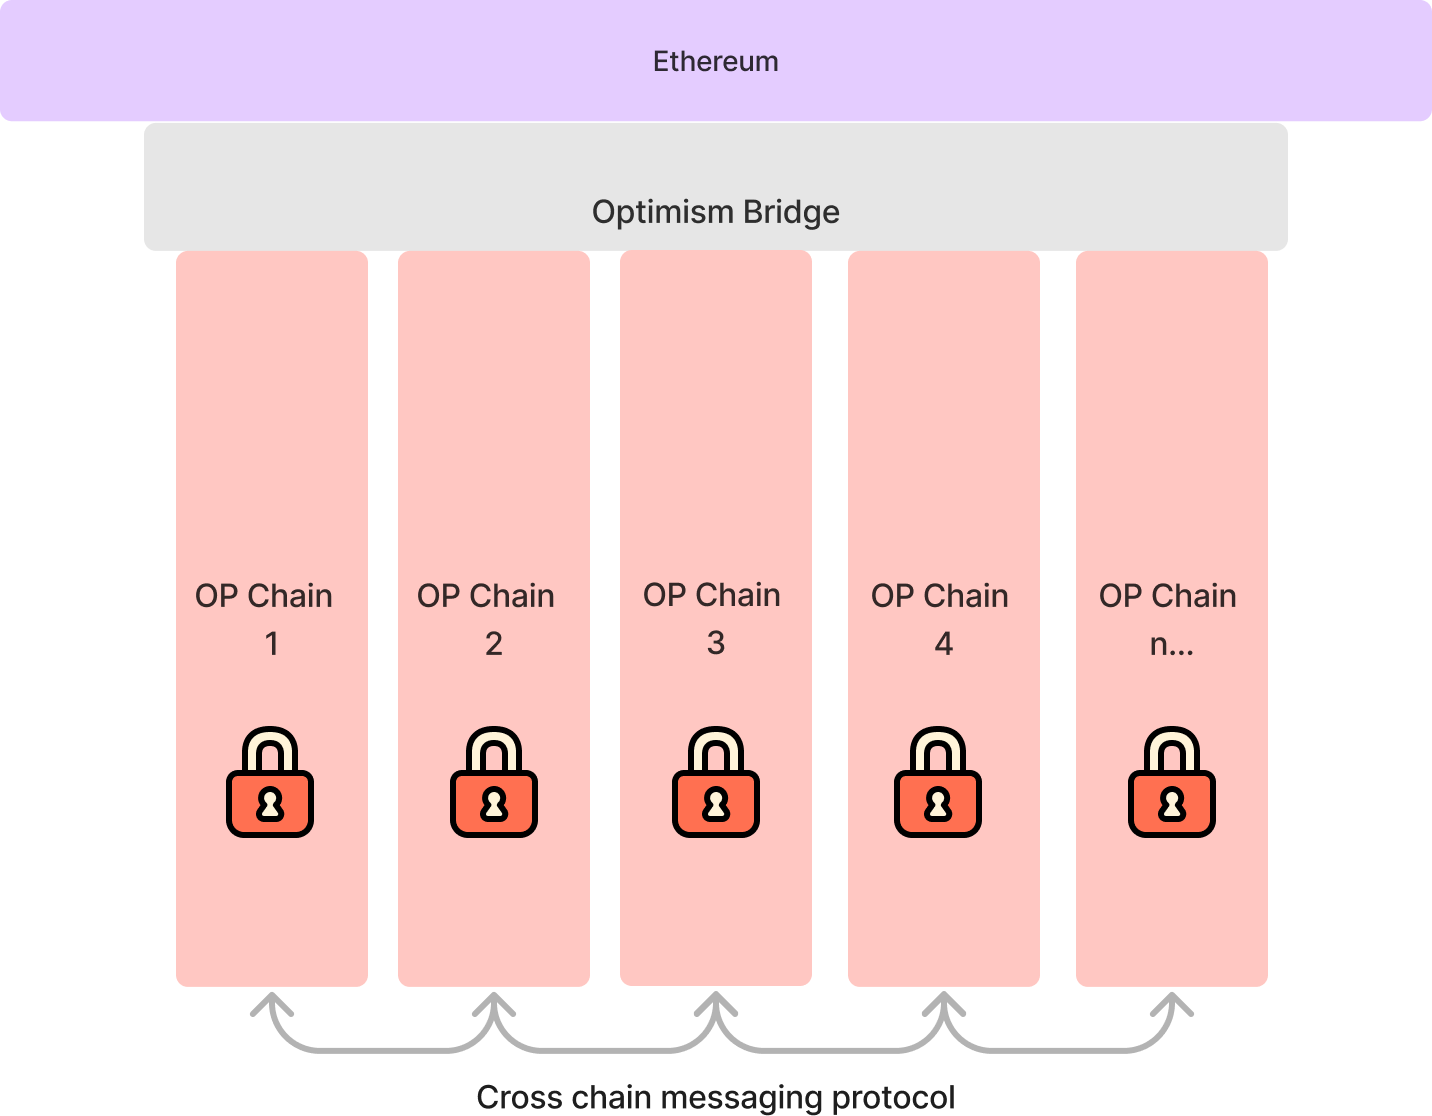 Ethereum
Optimism Bridge
OP Chain
1
OP Chain
2
OP Chain
3
OP Chain
4
OP Chain
n...
Cross chain messaging protocol